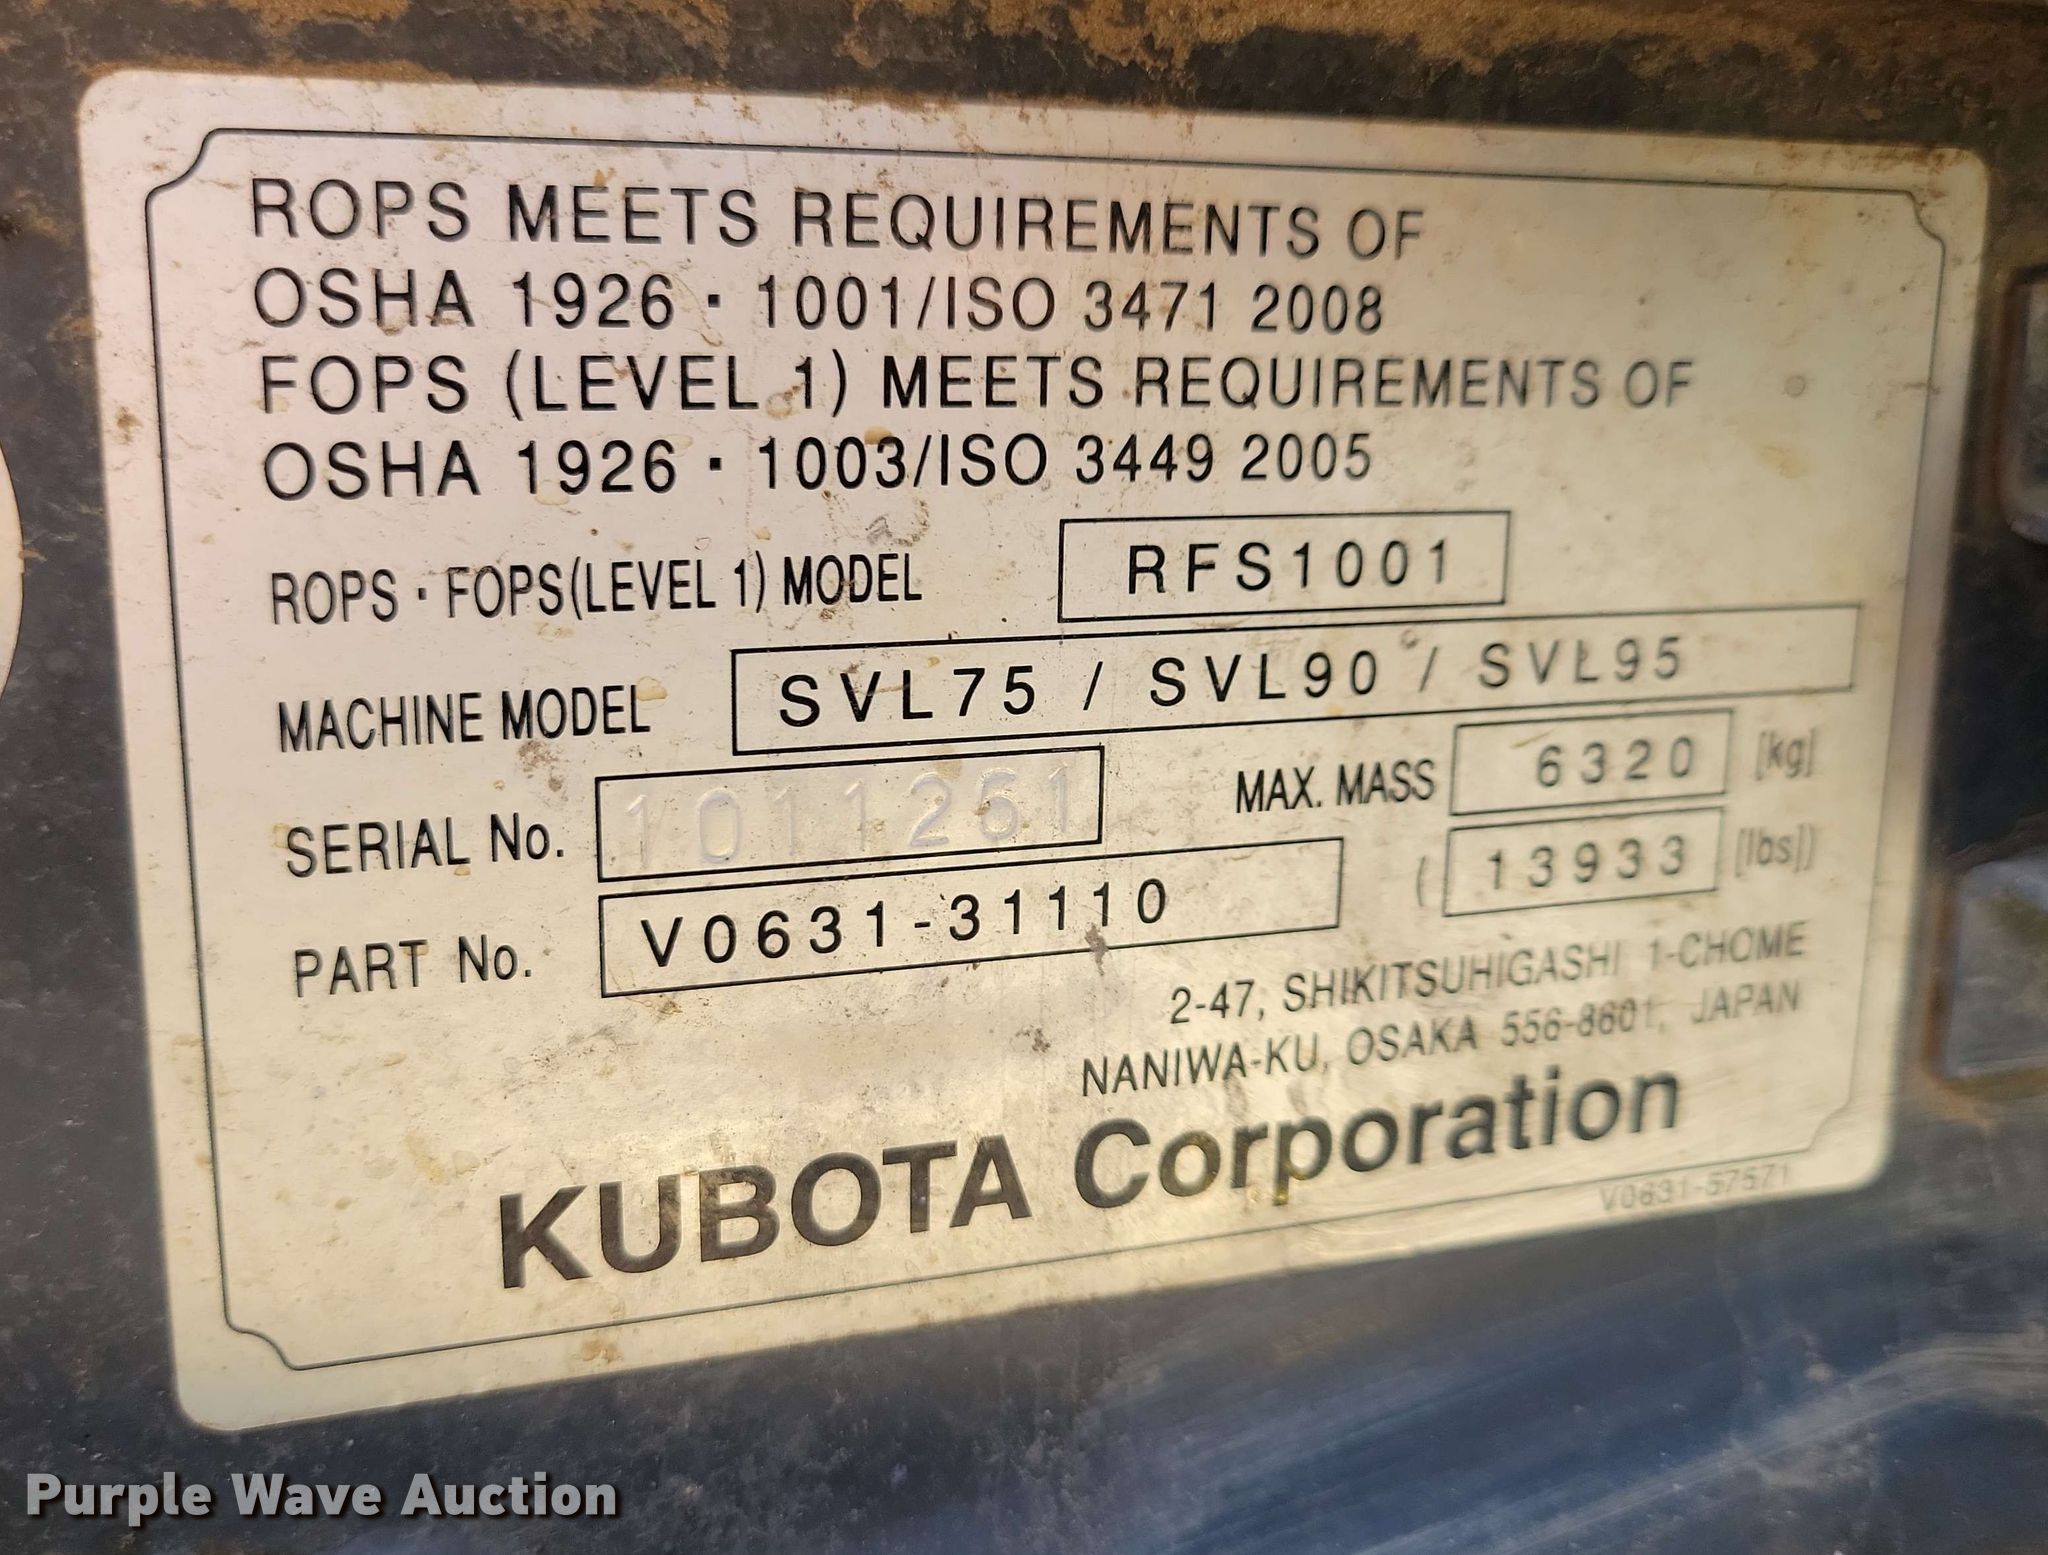 ROPS MEETS REQUIREMENTS OF
OSHA 1926・1001/ISO 3471 2008
FOPS (LEVEL 1) MEETS REQUIREMENTS OF
OSHA 1926・1003/ISO 3449 2005
ROPS・FOPS(LEVEL 1) MODEL RFS1001
MACHINE MODEL SVL75 / SVL90 / SVL95
SERIAL No. 1011261 MAX. MASS 6320 [kg]
( 13933 [lbs])
PART No. V0631-31110
2-47, SHIKITSUHIGASHI 1-CHOME
NANIWA-KU, OSAKA 556-8601, JAPAN
KUBOTA Corporation
V0631-57571
Purple Wave Auction